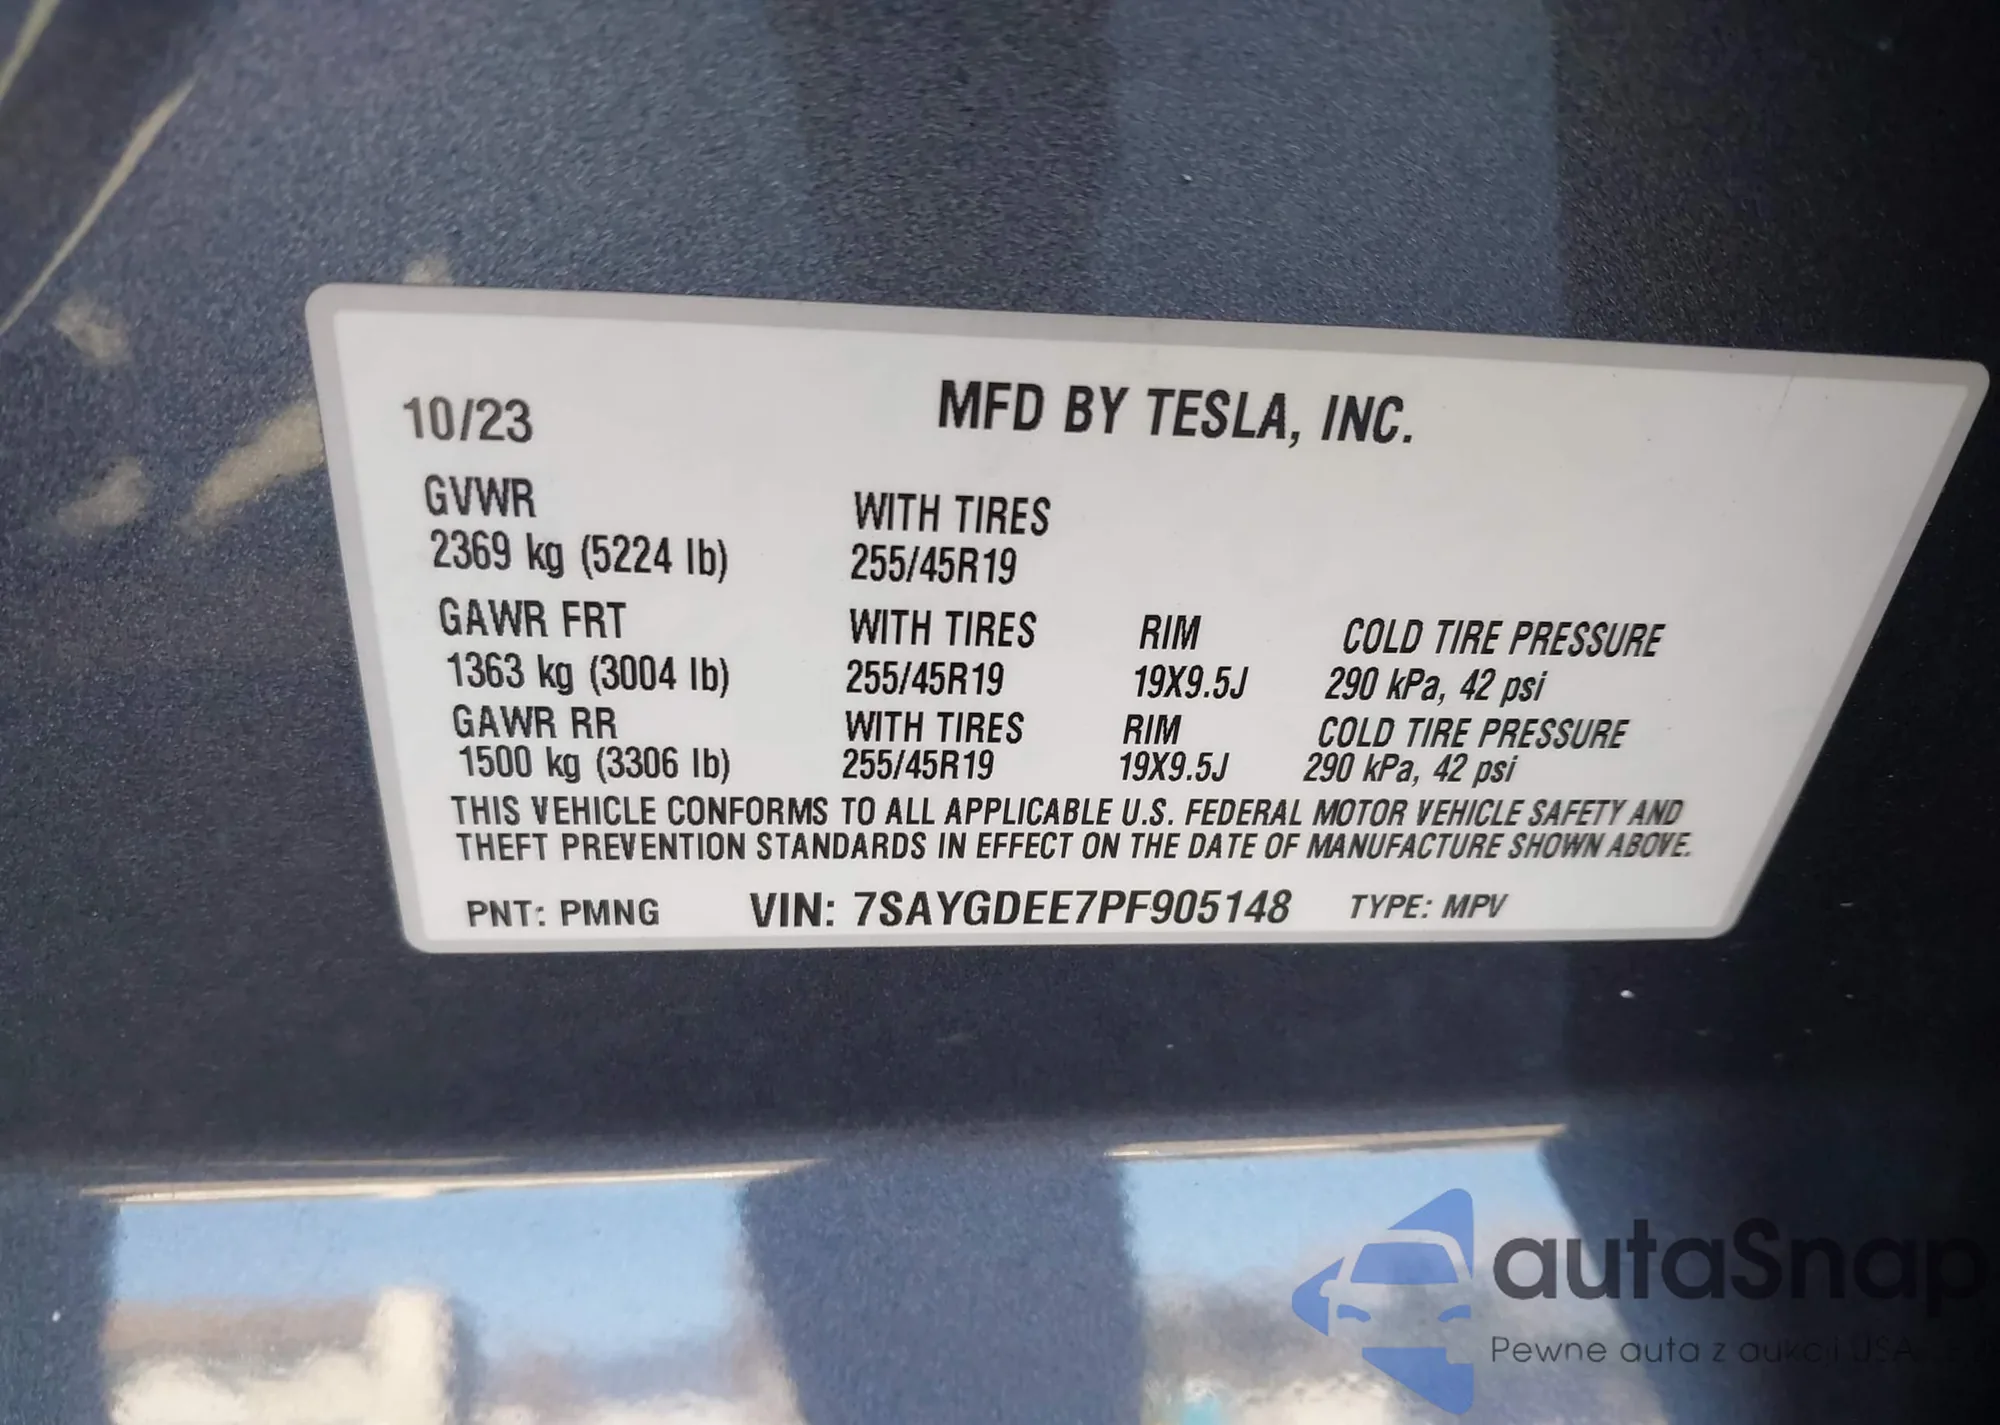 10/23 MFD BY TESLA, INC.
GVWR WITH TIRES
2369 kg (5224 lb) 255/45R19
GAWR FRT WITH TIRES RIM COLD TIRE PRESSURE
1363 kg (3004 lb) 255/45R19 19X9.5J 290 kPa, 42 psi
GAWR RR WITH TIRES RIM COLD TIRE PRESSURE
1500 kg (3306 lb) 255/45R19 19X9.5J 290 kPa, 42 psi
THIS VEHICLE CONFORMS TO ALL APPLICABLE U.S. FEDERAL MOTOR VEHICLE SAFETY AND
THEFT PREVENTION STANDARDS IN EFFECT ON THE DATE OF MANUFACTURE SHOWN ABOVE.
PNT: PMNG VIN: 7SAYGDEE7PF905148 TYPE: MPV
autaSnap
Pewne auta z aukcji USA